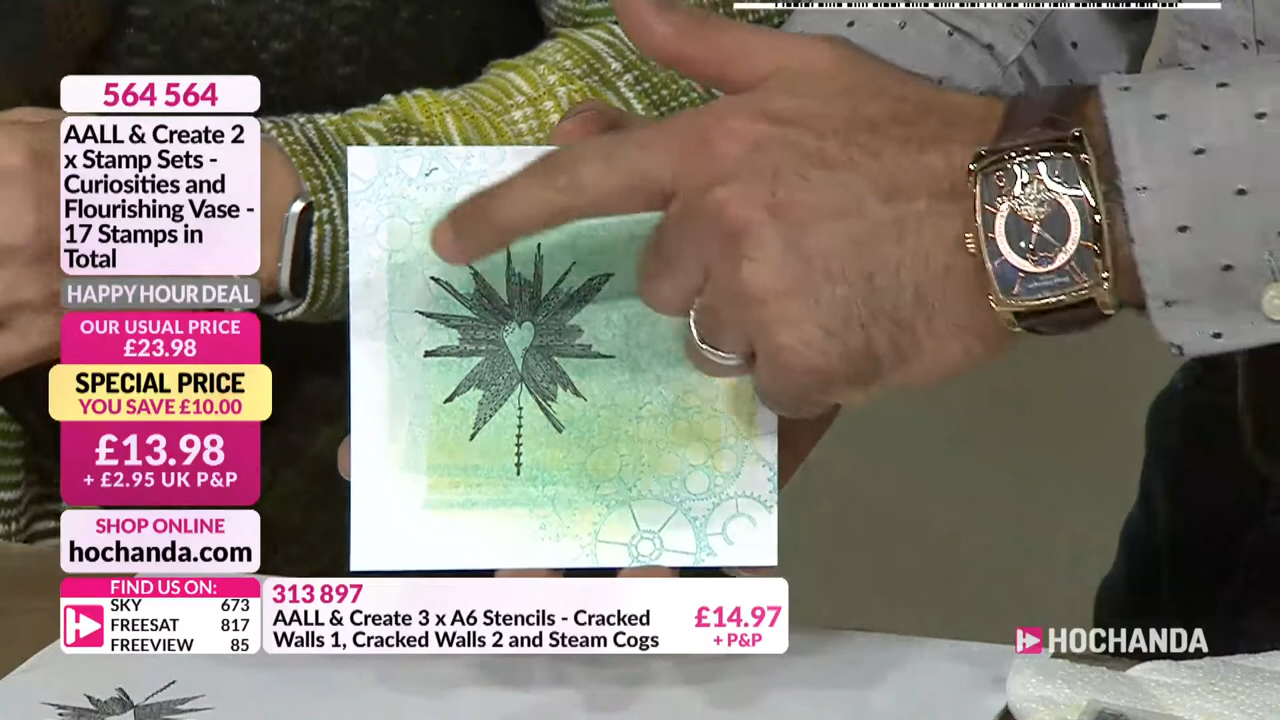 564 564
AALL & Create 2
x Stamp Sets -
Curiosities and
Flourishing Vase -
17 Stamps in
Total
HAPPY HOUR DEAL
OUR USUAL PRICE
£23.98
SPECIAL PRICE
YOU SAVE £10.00
£13.98
+ £2.95 UK P&P
SHOP ONLINE
hochanda.com
FIND US ON:
SKY 673
FREESAT 817
FREEVIEW 85
313 897
AALL & Create 3 x A6 Stencils - Cracked
Walls 1, Cracked Walls 2 and Steam Cogs
£14.97
+ P&P
HOCHANDA